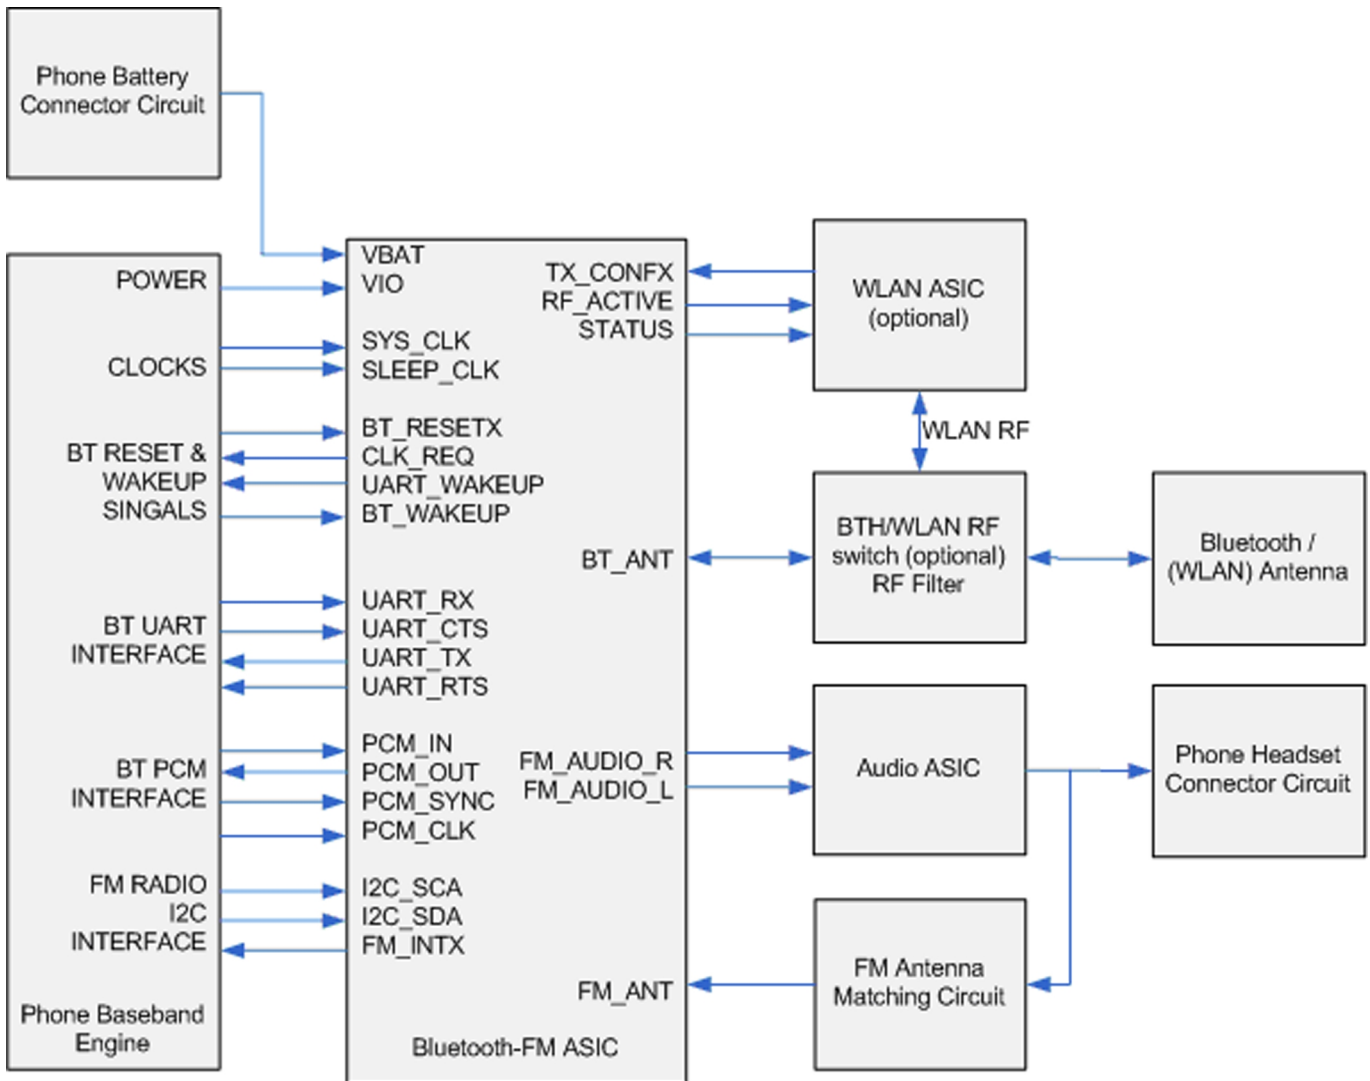 Phone Battery
Connector Circuit
POWER
CLOCKS
BT RESET &
WAKEUP
SINGALS
BT UART
INTERFACE
BT PCM
INTERFACE
FM RADIO
I2C
INTERFACE
Phone Baseband
Engine
VBAT
VIO
SYS_CLK
SLEEP_CLK
BT_RESETX
CLK_REQ
UART_WAKEUP
BT_WAKEUP
UART_RX
UART_CTS
UART_TX
UART_RTS
PCM_IN
PCM_OUT
PCM_SYNC
PCM_CLK
I2C_SCA
I2C_SDA
FM_INTX
TX_CONFX
RF_ACTIVE
STATUS
BT_ANT
FM_AUDIO_R
FM_AUDIO_L
FM_ANT
Bluetooth-FM ASIC
WLAN ASIC
(optional)
WLAN RF
BTH/WLAN RF
switch (optional)
RF Filter
Bluetooth /
(WLAN) Antenna
Audio ASIC
Phone Headset
Connector Circuit
FM Antenna
Matching Circuit